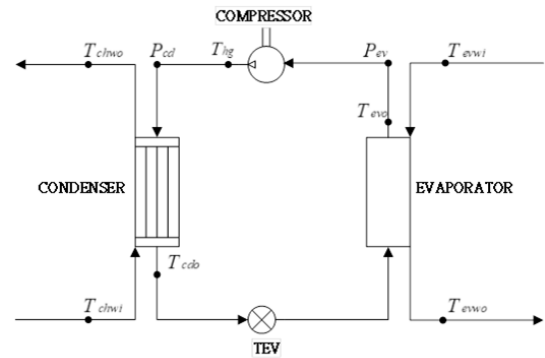 COMPRESSOR
Tchwo
Pcd
Thg
Pev
Tevwi
Tevo
CONDENSER
EVAPORATOR
Tcdo
Tchwi
Tevwo
TEV